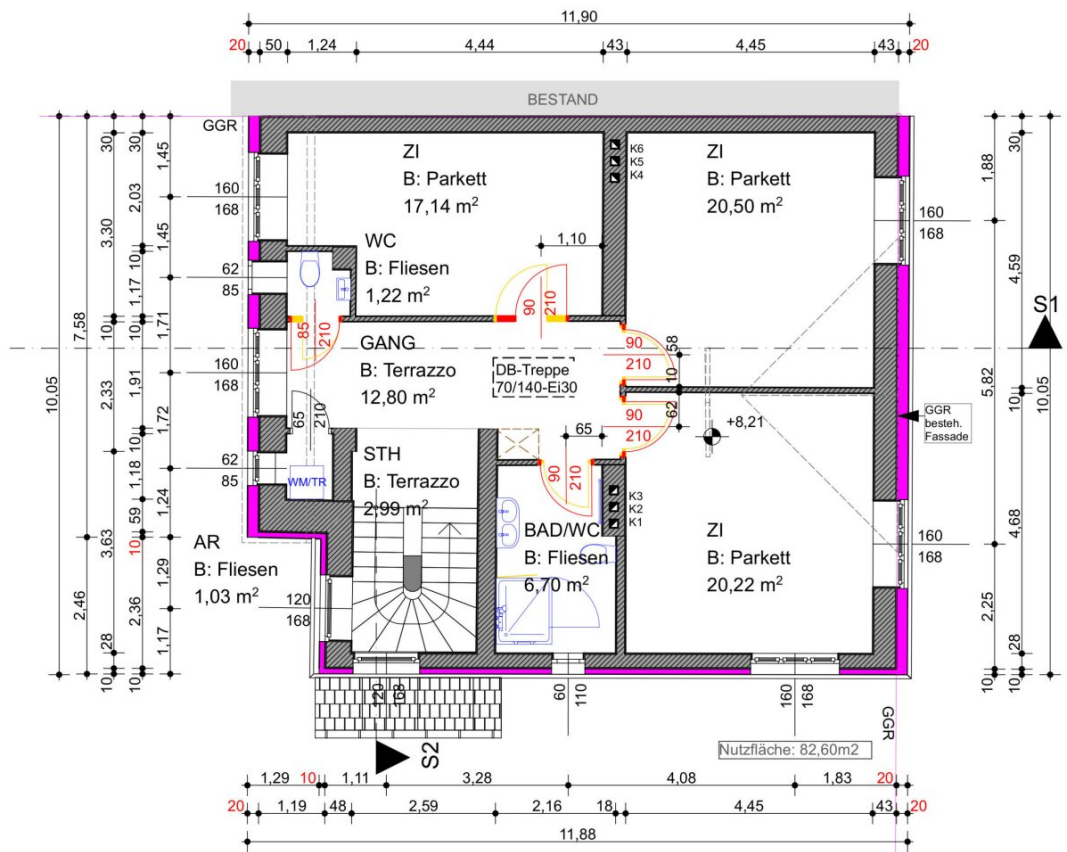 11,90
20 50 1,24 4,44 43 4,45 43 20
BESTAND
GGR
ZI
B: Parkett
17,14 m²
K6
K5
K4
ZI
B: Parkett
20,50 m²
WC
B: Fliesen
1,22 m²
1,10
160
168
62
85
160
168
62
85
120
168
160
168
160
168
85
210
90
210
90
210
90
210
90
210
65
210
58
10
62
65
GANG
B: Terrazzo
12,80 m²
DB-Treppe
70/140-Ei30
+8,21
GGR
besteh.
Fassade
S1
STH
B: Terrazzo
2,99 m²
WM/TR
K3
K2
K1
AR
B: Fliesen
1,03 m²
BAD/WC
B: Fliesen
6,70 m²
ZI
B: Parkett
20,22 m²
120
168
60
110
160
168
GGR
S2
Nutzfläche: 82,60m2
10,05
7,58
2,46
30
3,30
10
2,33
10
3,63
28
10
30
2,03
10
1,17
10
1,91
10
1,18
59
10
2,36
10
1,45
1,45
1,71
1,72
1,24
1,29
1,17
1,88
5,82
2,25
10
30
4,59
10
4,68
28
10
10,05
1,29 10 1,11 3,28 4,08 1,83 20
20 1,19 48 2,59 2,16 18 4,45 43 20
11,88